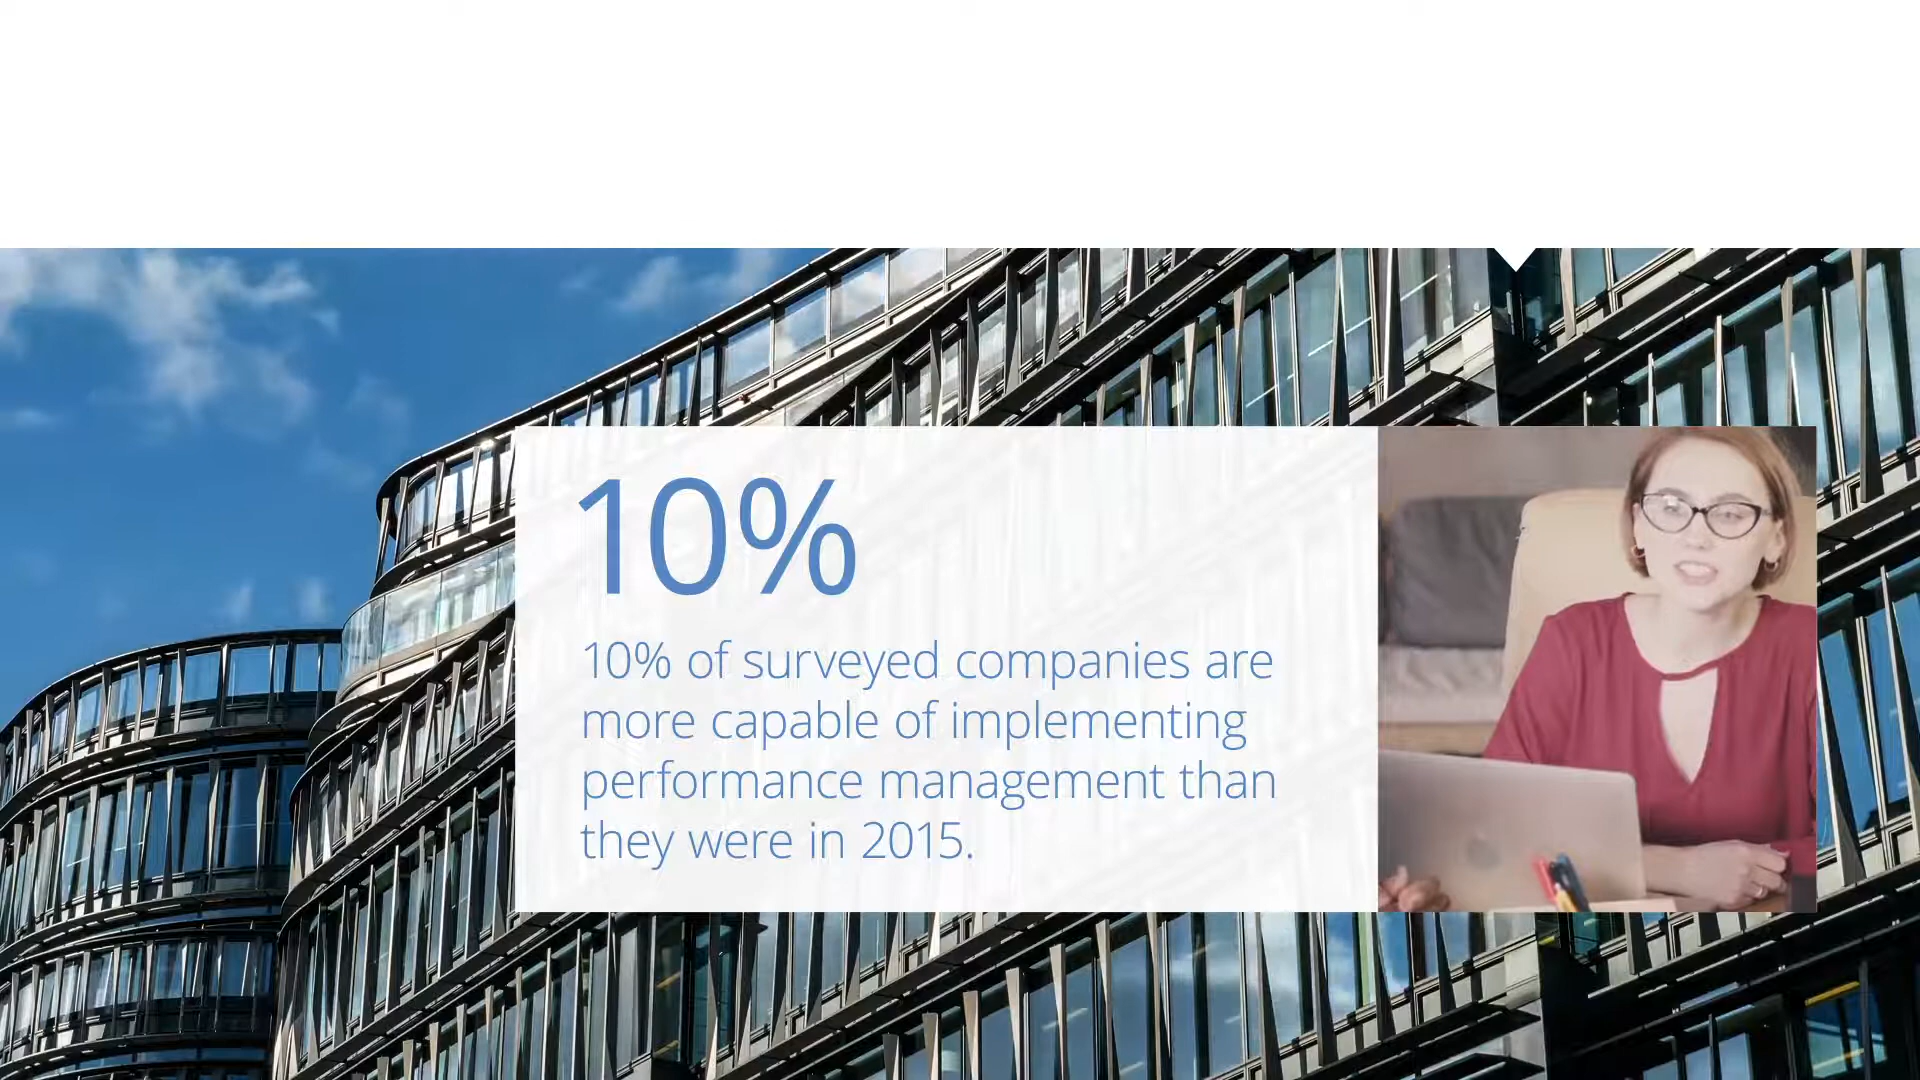 10%
10% of surveyed companies are
more capable of implementing
performance management than
they were in 2015.